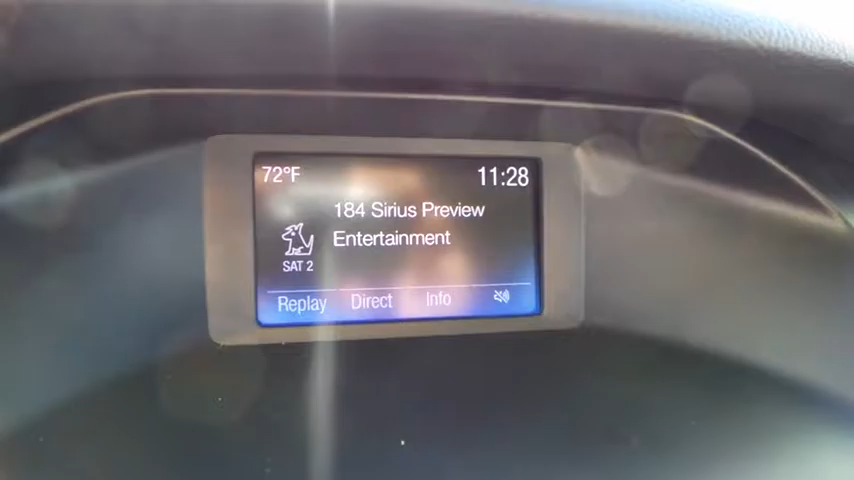 72°F 11:28
184 Sirius Preview
Entertainment
SAT 2
Replay Direct Info